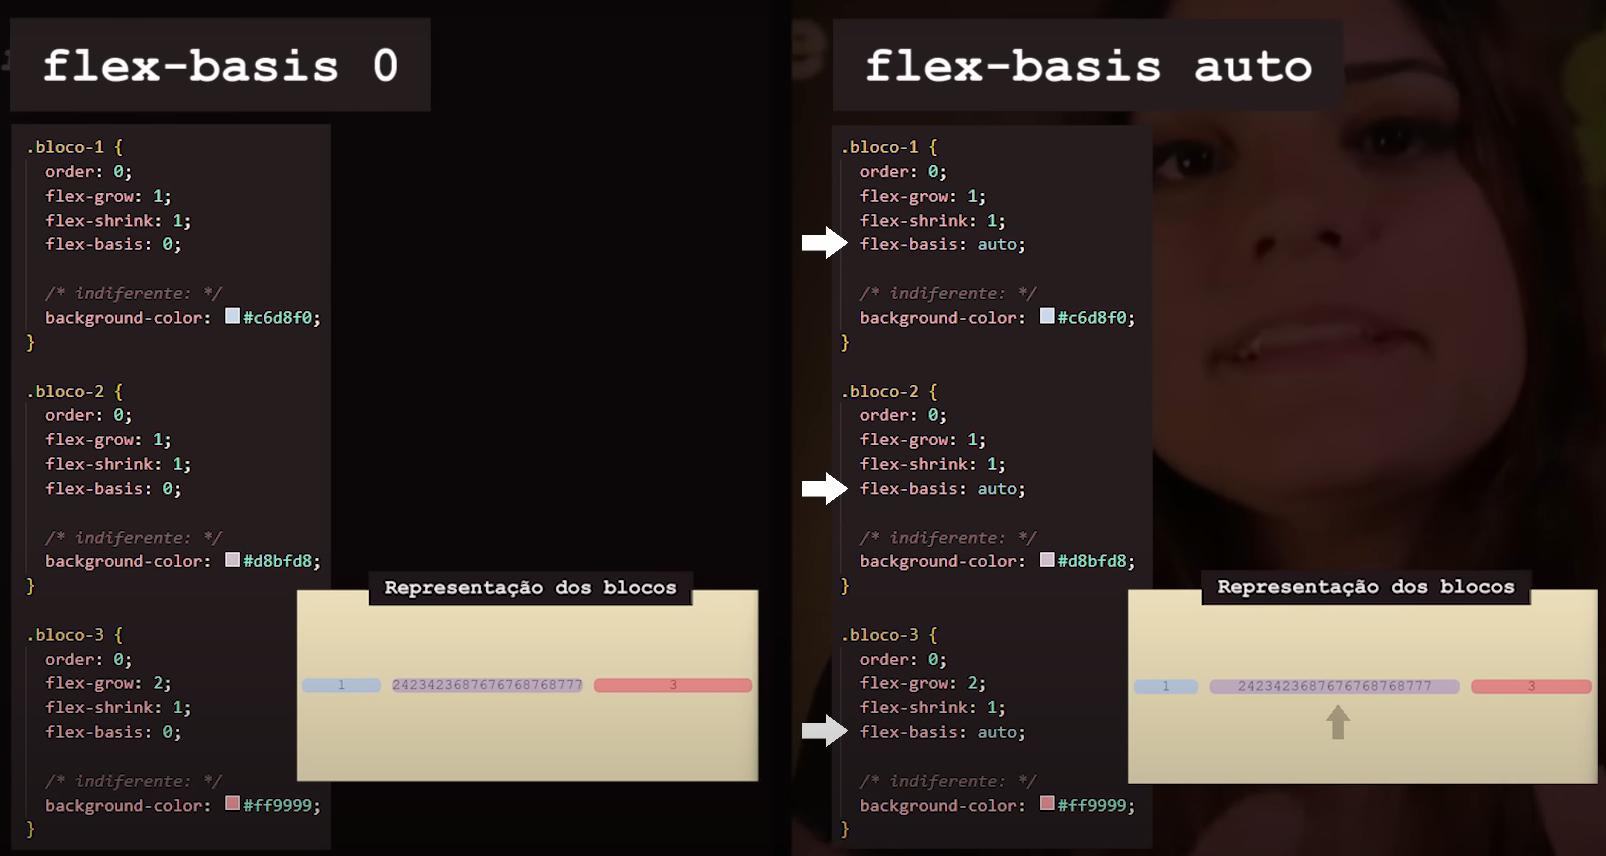 flex-basis 0
.bloco-1 {
order: 0;
flex-grow: 1;
flex-shrink: 1;
flex-basis: 0;
/* indiferente: */
background-color: #c6d8f0;
}
.bloco-2 {
order: 0;
flex-grow: 1;
flex-shrink: 1;
flex-basis: 0;
/* indiferente: */
background-color: #d8bfd8;
}
.bloco-3 {
order: 0;
flex-grow: 2;
flex-shrink: 1;
flex-basis: 0;
/* indiferente: */
background-color: #ff9999;
}
Representação dos blocos
1
24234236876767687687​77
3
flex-basis auto
.bloco-1 {
order: 0;
flex-grow: 1;
flex-shrink: 1;
flex-basis: auto;
/* indiferente: */
background-color: #c6d8f0;
}
.bloco-2 {
order: 0;
flex-grow: 1;
flex-shrink: 1;
flex-basis: auto;
/* indiferente: */
background-color: #d8bfd8;
}
.bloco-3 {
order: 0;
flex-grow: 2;
flex-shrink: 1;
flex-basis: auto;
/* indiferente: */
background-color: #ff9999;
}
Representação dos blocos
1
2423423687676768768777
3